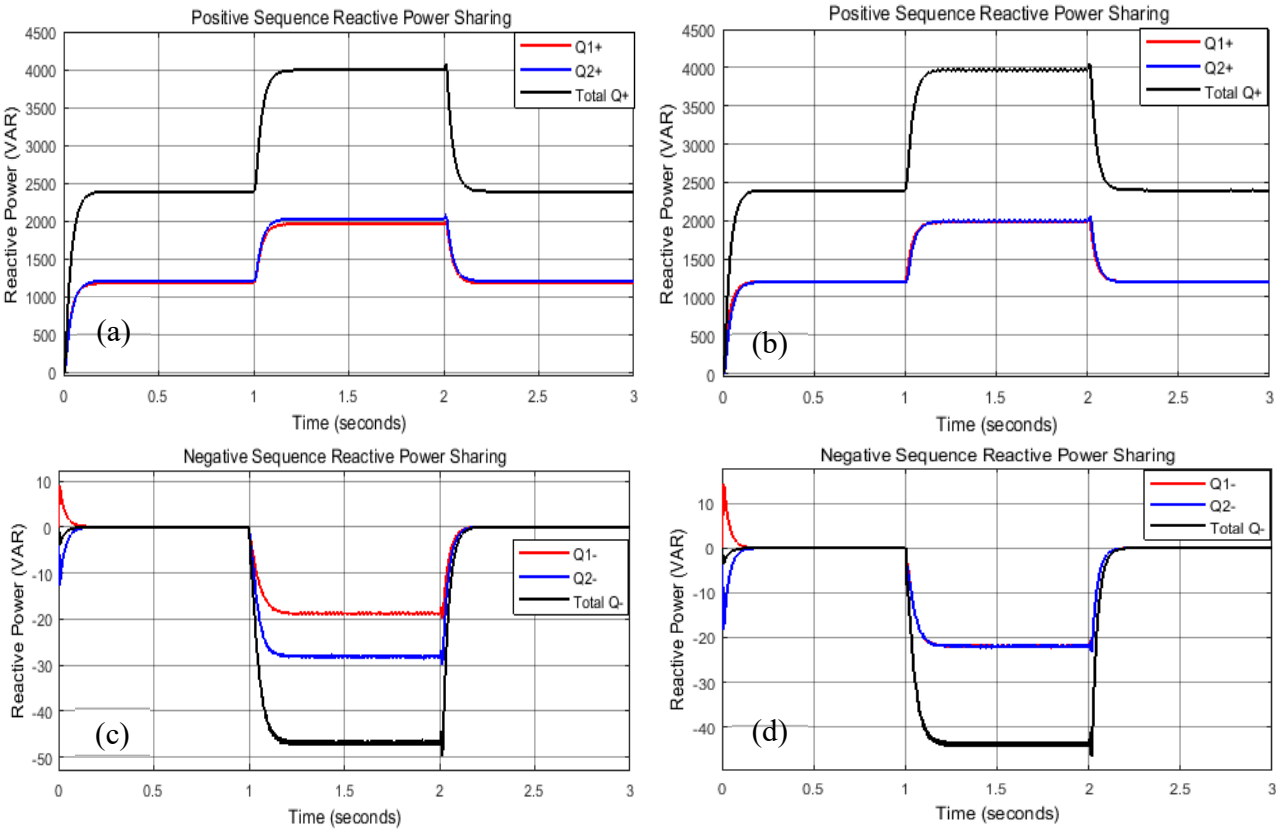 Positive Sequence Reactive Power Sharing
4500
4000
3500
3000
2500
2000
1500
1000
500
0
Reactive Power (VAR)
Q1+
Q2+
Total Q+
(a)
0 0.5 1 1.5 2 2.5 3
Time (seconds)
Positive Sequence Reactive Power Sharing
4500
4000
3500
3000
2500
2000
1500
1000
500
0
Reactive Power (VAR)
Q1+
Q2+
Total Q+
(b)
0 0.5 1 1.5 2 2.5 3
Time (seconds)
Negative Sequence Reactive Power Sharing
10
0
-10
-20
-30
-40
-50
Reactive Power (VAR)
Q1-
Q2-
Total Q-
(c)
0 0.5 1 1.5 2 2.5 3
Time (seconds)
Negative Sequence Reactive Power Sharing
10
0
-10
-20
-30
-40
Reactive Power (VAR)
Q1-
Q2-
Total Q-
(d)
0 0.5 1 1.5 2 2.5 3
Time (seconds)